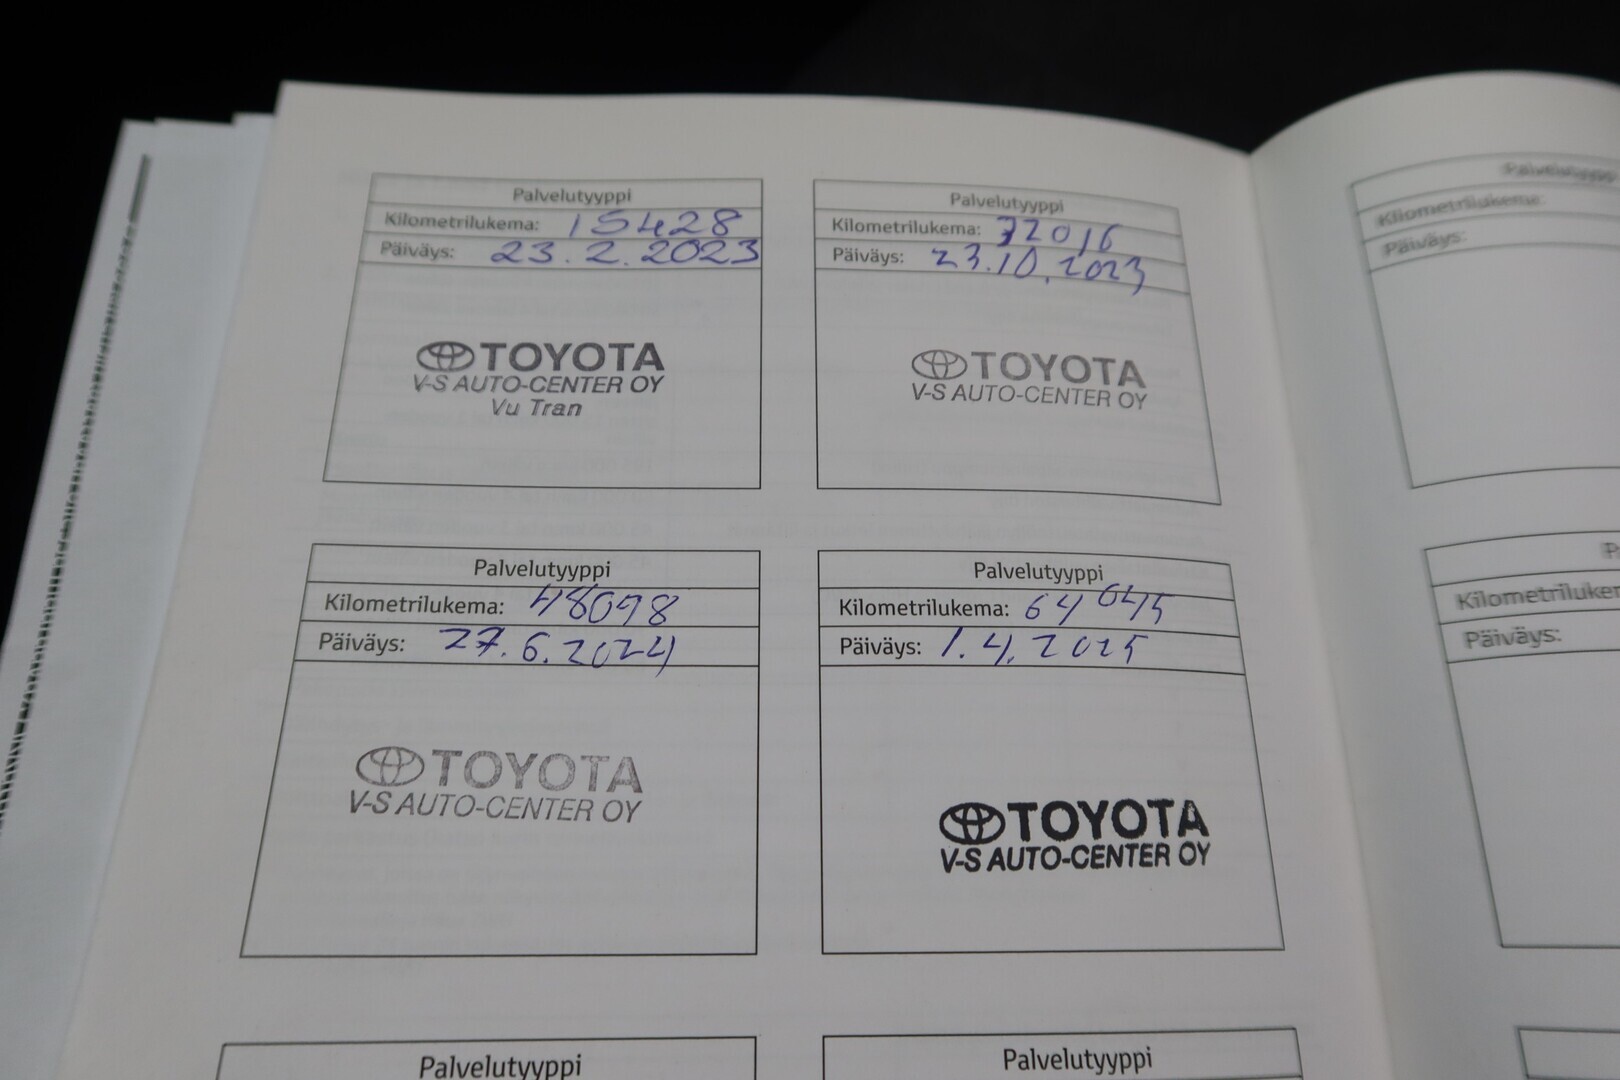 Palvelutyyppi
Kilometrilukema: 15428
Päiväys: 23.2.2023
TOYOTA
V-S AUTO-CENTER OY
Vu Tran
Palvelutyyppi
Kilometrilukema: 32016
Päiväys: 23.10.2023
TOYOTA
V-S AUTO-CENTER OY
Palvelutyyppi
Kilometrilukema: 48098
Päiväys: 27.6.2024
TOYOTA
V-S AUTO-CENTER OY
Palvelutyyppi
Kilometrilukema: 64645
Päiväys: 1.4.2025
TOYOTA
V-S AUTO-CENTER OY
Palvelutyyppi
Palvelutyyppi
Palvelutyyppi
Kilometrilukema:
Päiväys:
Päiväys: